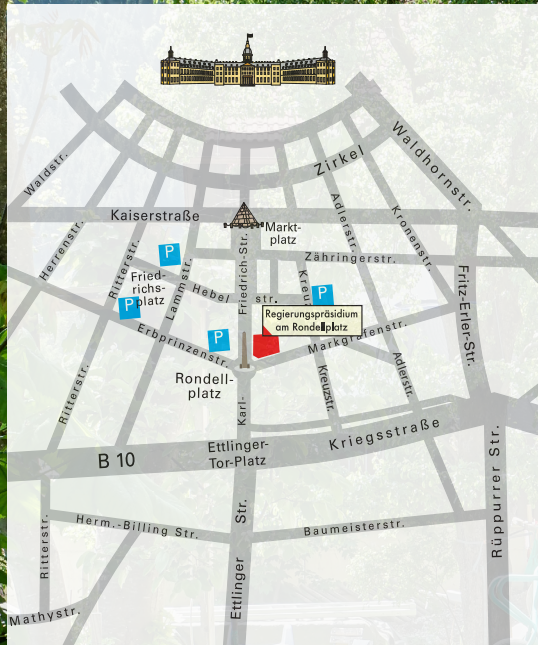 Zirkel
Waldhornstr.
Waldstr.
Kaiserstraße
Markt-
platz
Adlerstr.
Kronenstr.
Herrenstr.
Ritterstr.
P
Fried-
richs-
platz
P
Lammstr.
Hebel str.
Friedrich-Str.
Zähringerstr.
Kreuz
P
Fritz-Erler-Str.
Regierungspräsidium
am Rondellplatz
P
Erbprinzenstr.
Markgrafenstr.
Rondell-
platz
Karl-
Kreuzstr.
Adlerstr.
Ritterstr.
B 10
Ettlinger-
Tor-Platz
Kriegsstraße
Rüppurrer Str.
Ritterstr.
Herm.-Billing Str.
Ettlinger Str.
Baumeisterstr.
Mathystr.